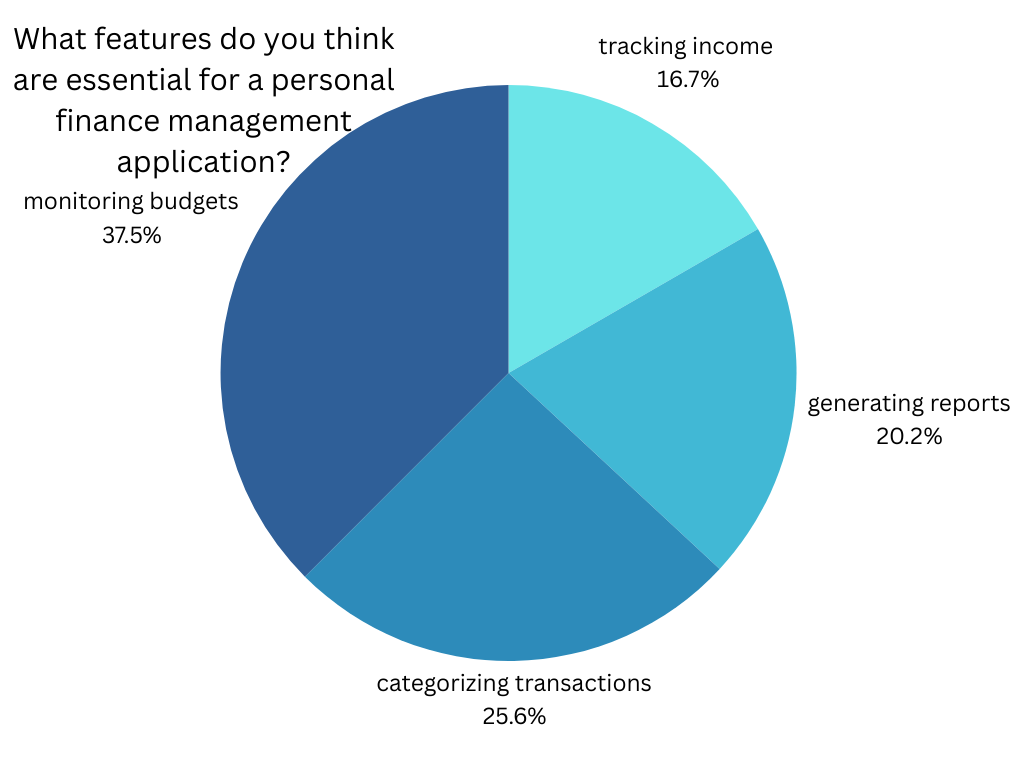 What features do you think
are essential for a personal
finance management
application?
tracking income
16.7%
monitoring budgets
37.5%
generating reports
20.2%
categorizing transactions
25.6%